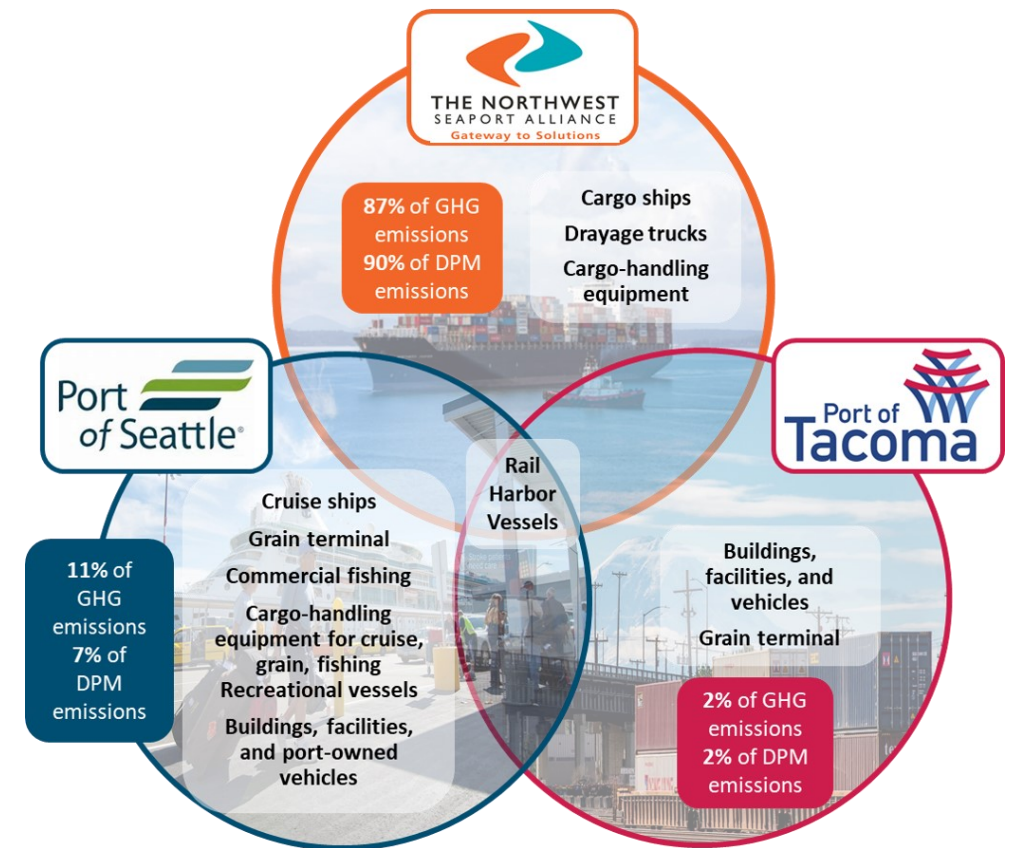 THE NORTHWEST
SEAPORT ALLIANCE
Gateway to Solutions
87% of GHG
emissions
90% of DPM
emissions
Cargo ships
Drayage trucks
Cargo-handling
equipment
Port
of Seattle®
Port of
Tacoma
Rail
Harbor
Vessels
Cruise ships
Grain terminal
Commercial fishing
Cargo-handling
equipment for cruise,
grain, fishing
Recreational vessels
Buildings, facilities,
and port-owned
vehicles
11% of
GHG
emissions
7% of
DPM
emissions
Buildings,
facilities, and
vehicles
Grain terminal
2% of GHG
emissions
2% of DPM
emissions